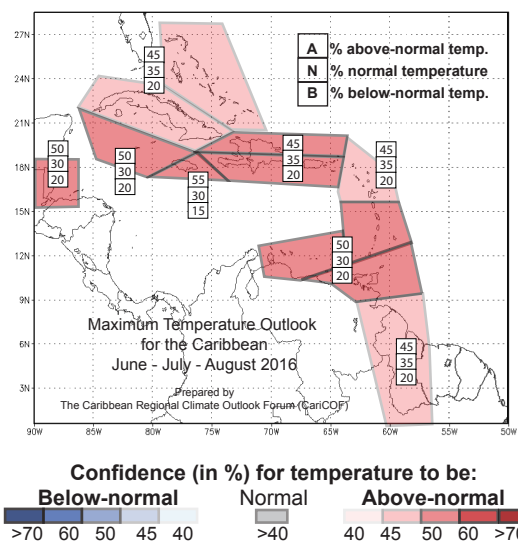 27N
24N
21N
18N
15N
12N
9N
6N
3N
A % above-normal temp.
N % normal temperature
B % below-normal temp.
45
35
20
50
30
20
50
30
20
55
30
15
45
35
20
45
35
20
50
30
20
45
35
20
Maximum Temperature Outlook
for the Caribbean
June - July - August 2016
Prepared by
The Caribbean Regional Climate Outlook Forum (CariCOF)
90W 85W 80W 75W 70W 65W 60W 55W 50W
Confidence (in %) for temperature to be:
Below-normal Normal Above-normal
>70 60 50 45 40 >40 40 45 50 60 >70